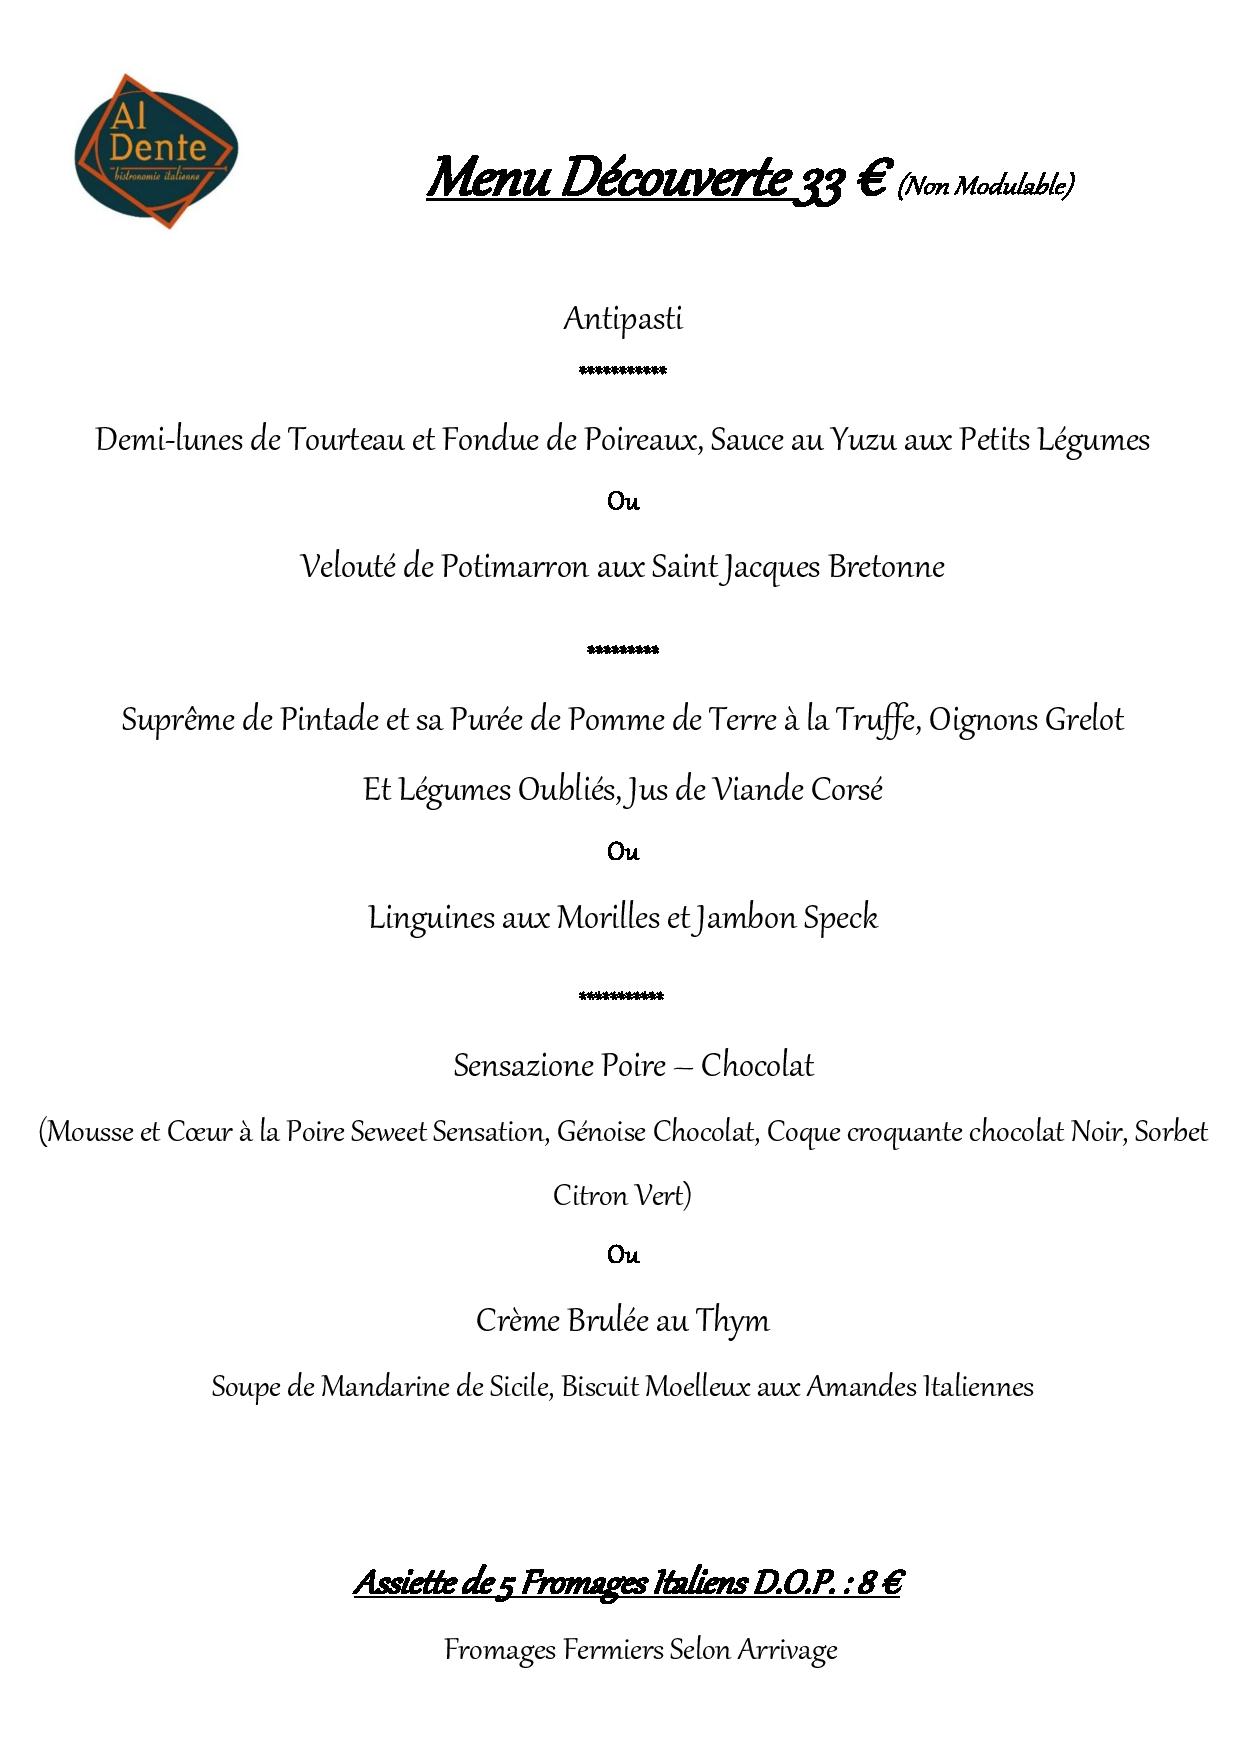 Al
Dente
bistronomie italienne
Menu Découverte 33 € (Non Modulable)
Antipasti
***********
Demi-lunes de Tourteau et Fondue de Poireaux, Sauce au Yuzu aux Petits Légumes
Ou
Velouté de Potimarron aux Saint Jacques Bretonne
*********
Suprême de Pintade et sa Purée de Pomme de Terre à la Truffe, Oignons Grelot
Et Légumes Oubliés, Jus de Viande Corsé
Ou
Linguines aux Morilles et Jambon Speck
***********
Sensazione Poire – Chocolat
(Mousse et Cœur à la Poire Seweet Sensation, Génoise Chocolat, Coque croquante chocolat Noir, Sorbet
Citron Vert)
Ou
Crème Brulée au Thym
Soupe de Mandarine de Sicile, Biscuit Moelleux aux Amandes Italiennes
Assiette de 5 Fromages Italiens D.O.P. : 8 €
Fromages Fermiers Selon Arrivage